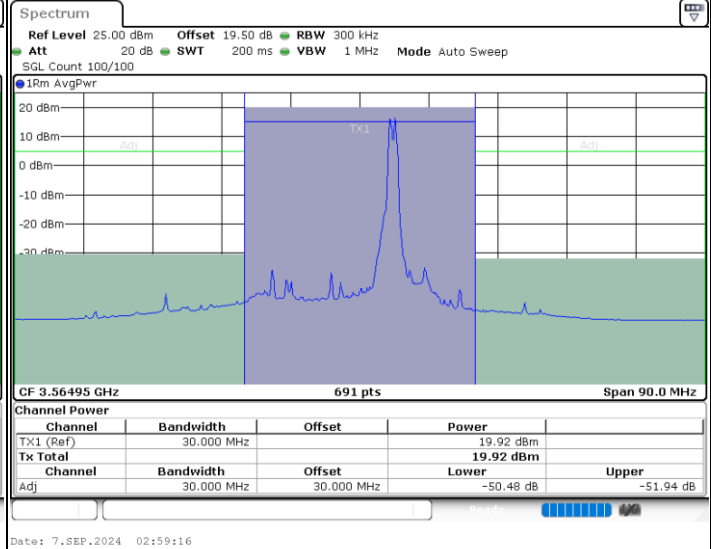 Spectrum
Ref Level 25.00 dBm Offset 19.50 dB RBW 300 kHz
Att 20 dB SWT 200 ms VBW 1 MHz Mode Auto Sweep
SGL Count 100/100
1Rm AvgPwr
20 dBm
TX1
10 dBm
Adj Adj
0 dBm
-10 dBm
-20 dBm
-30 dBm
CF 3.56495 GHz 691 pts Span 90.0 MHz
Channel Power
Channel Bandwidth Offset Power
TX1 (Ref) 30.000 MHz 19.92 dBm
Tx Total 19.92 dBm
Channel Bandwidth Offset Lower Upper
Adj 30.000 MHz 30.000 MHz -50.48 dB -51.94 dB
Ready
Date: 7.SEP.2024 02:59:16